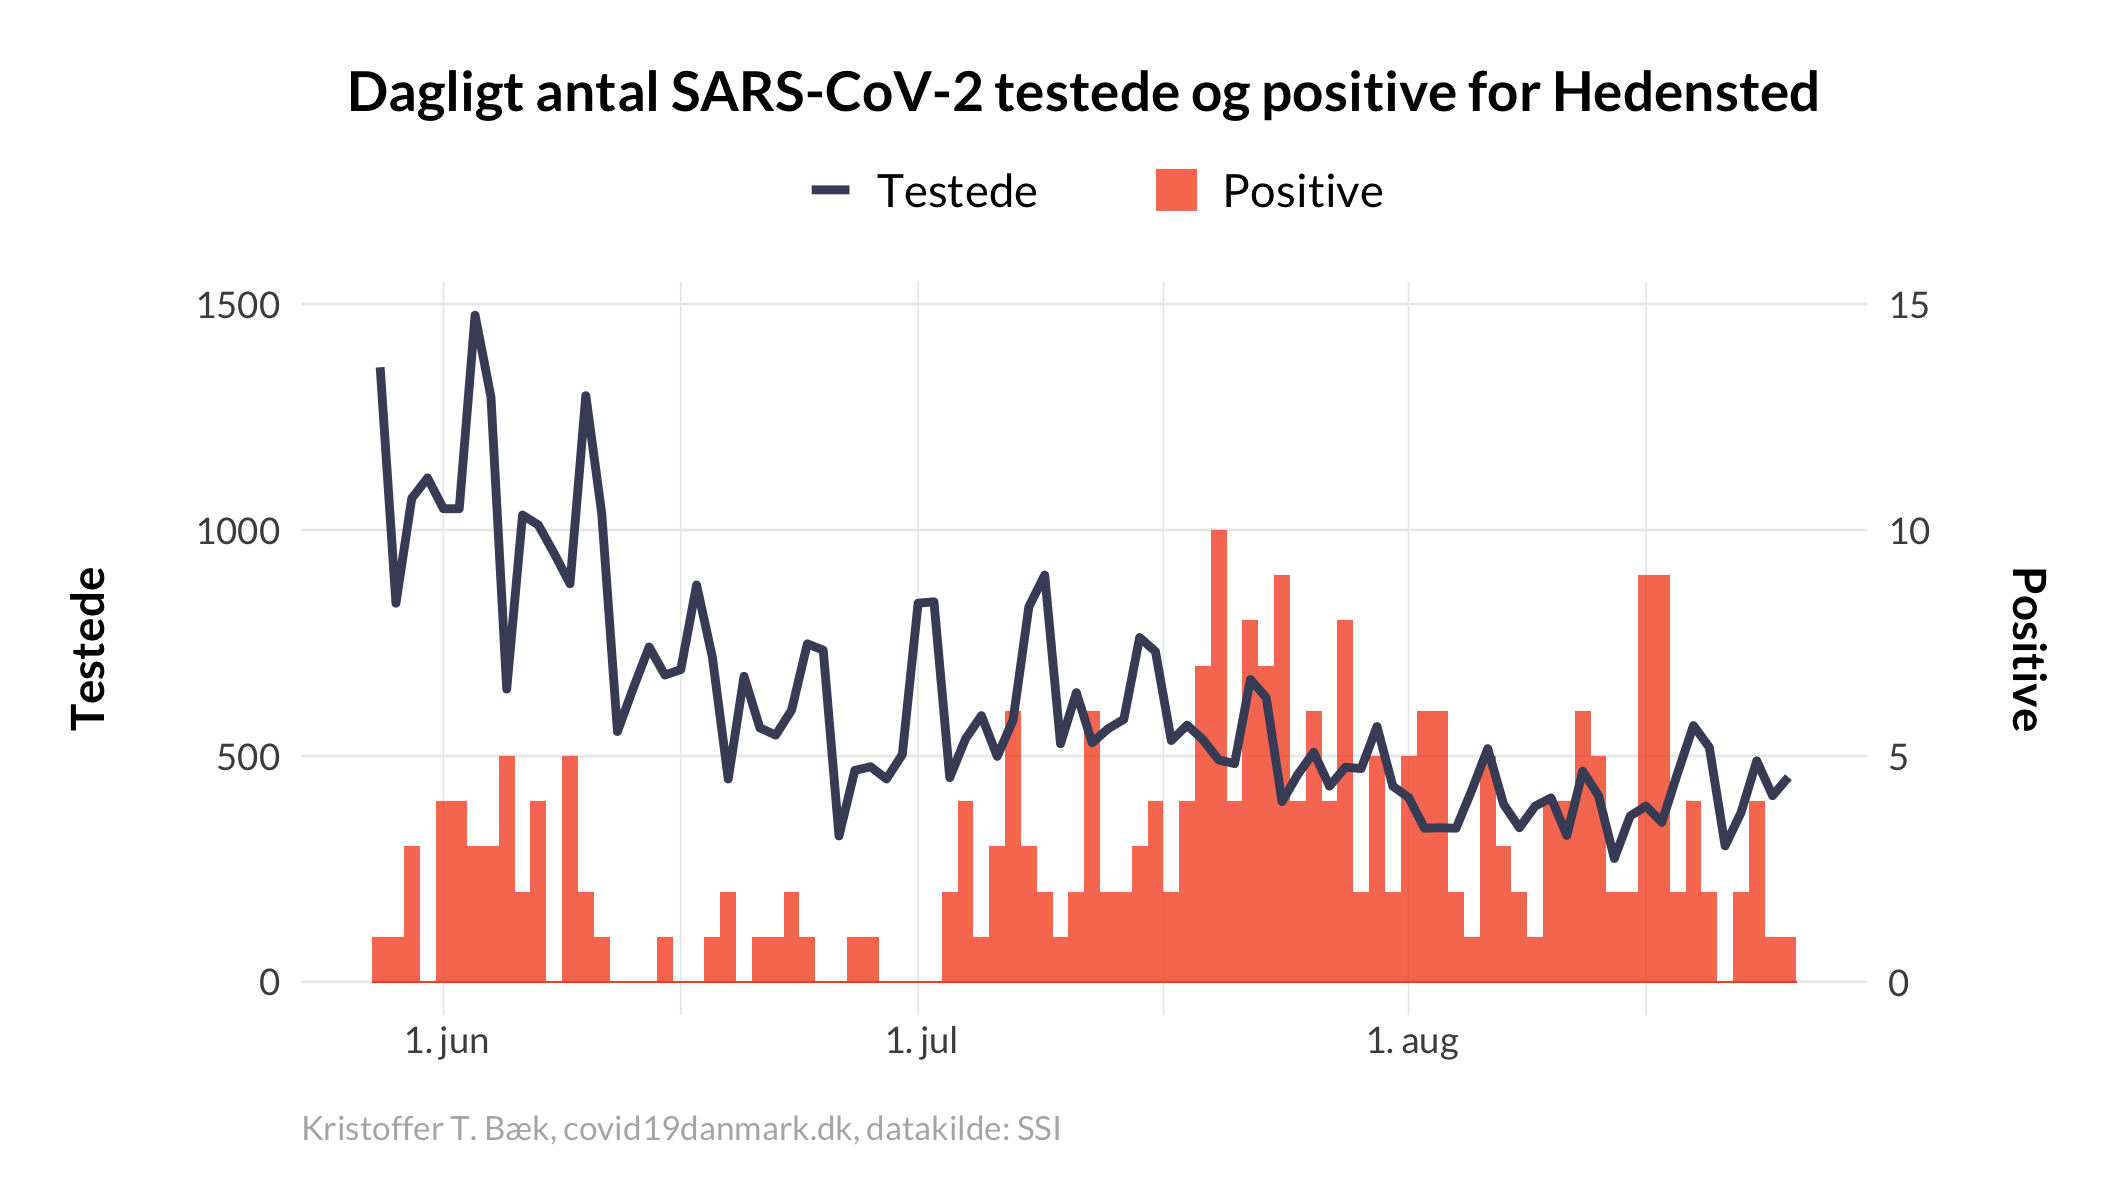 Dagligt antal SARS-CoV-2 testede og positive for Hedensted
Testede Positive
1500 15
1000 10
500 5
0 0
Testede
Positive
1. jun 1. jul 1. aug
Kristoffer T. Bæk, covid19danmark.dk, datakilde: SSI